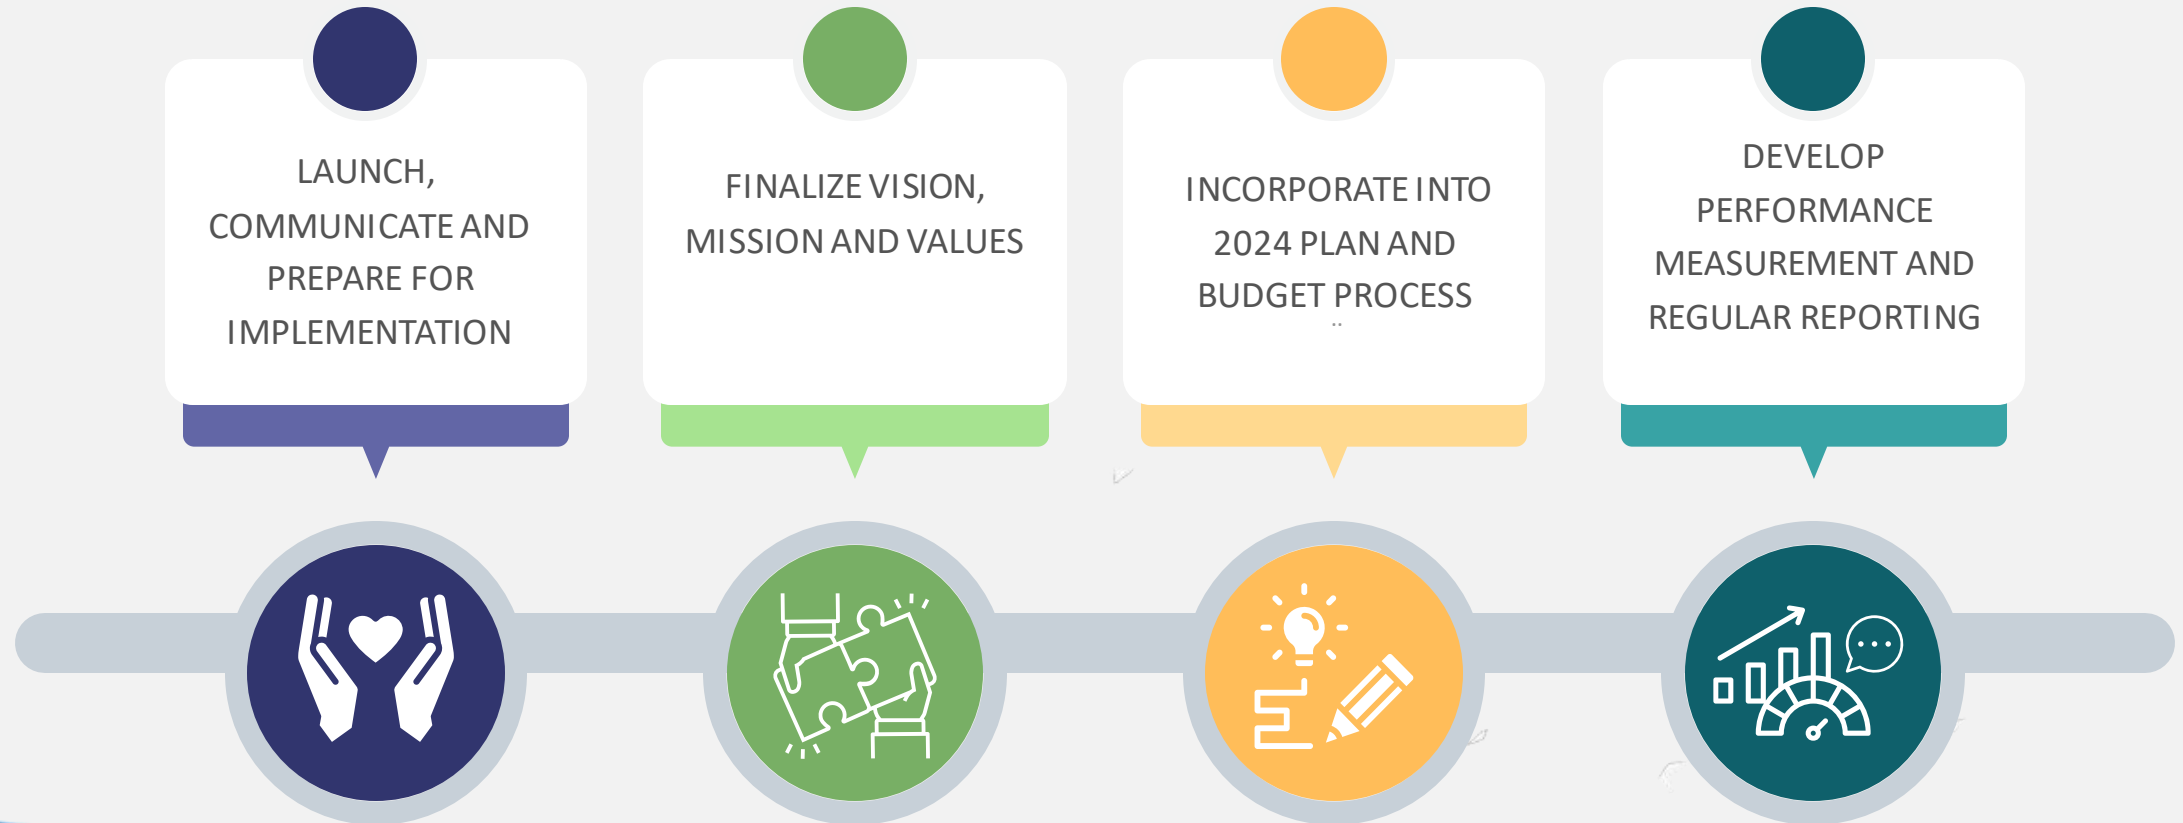 LAUNCH,
COMMUNICATE AND
PREPARE FOR
IMPLEMENTATION
FINALIZE VISION,
MISSION AND VALUES
INCORPORATE INTO
2024 PLAN AND
BUDGET PROCESS
..
DEVELOP
PERFORMANCE
MEASUREMENT AND
REGULAR REPORTING